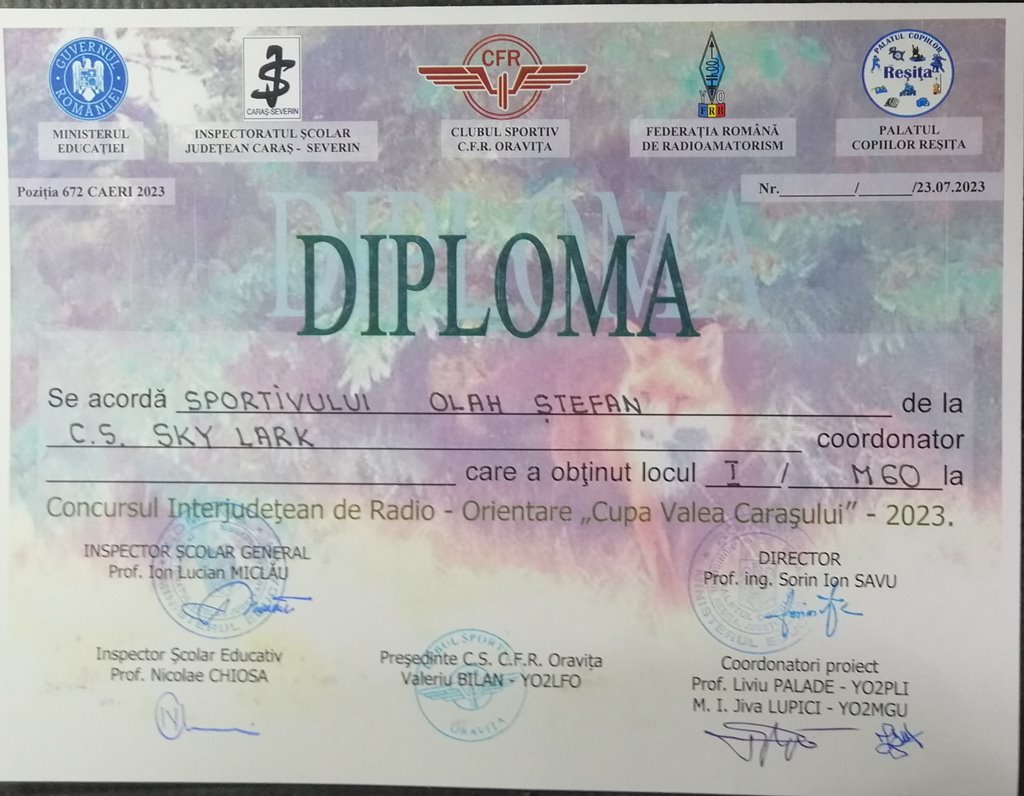 GUVERNUL ROMÂNIEI
MINISTERUL
EDUCAȚIEI
CARAȘ-SEVERIN
INSPECTORATUL ȘCOLAR
JUDEȚEAN CARAȘ - SEVERIN
CFR
CLUBUL SPORTIV
C.F.R. ORAVIȚA
YO
FRR
FEDERAȚIA ROMÂNĂ
DE RADIOAMATORISM
PALATUL COPIILOR
Reșița
PALATUL
COPIILOR REȘIȚA
Poziția 672 CAERI 2023
Nr.________/______/23.07.2023
DIPLOMA
Se acordă SPORTIVULUI OLAH ȘTEFAN de la
C.S. SKY LARK coordonator
care a obținut locul I / M60 la
Concursul Interjudețean de Radio - Orientare „Cupa Valea Carașului” - 2023.
INSPECTOR ȘCOLAR GENERAL
Prof. Ion Lucian MICLĂU
DIRECTOR
Prof. ing. Sorin Ion SAVU
Inspector Școlar Educativ
Prof. Nicolae CHIOSA
Președinte C.S. C.F.R. Oravița
Valeriu BILAN - YO2LFO
ORAVIȚA
Coordonatori proiect
Prof. Liviu PALADE - YO2PLI
M. I. Jiva LUPICI - YO2MGU